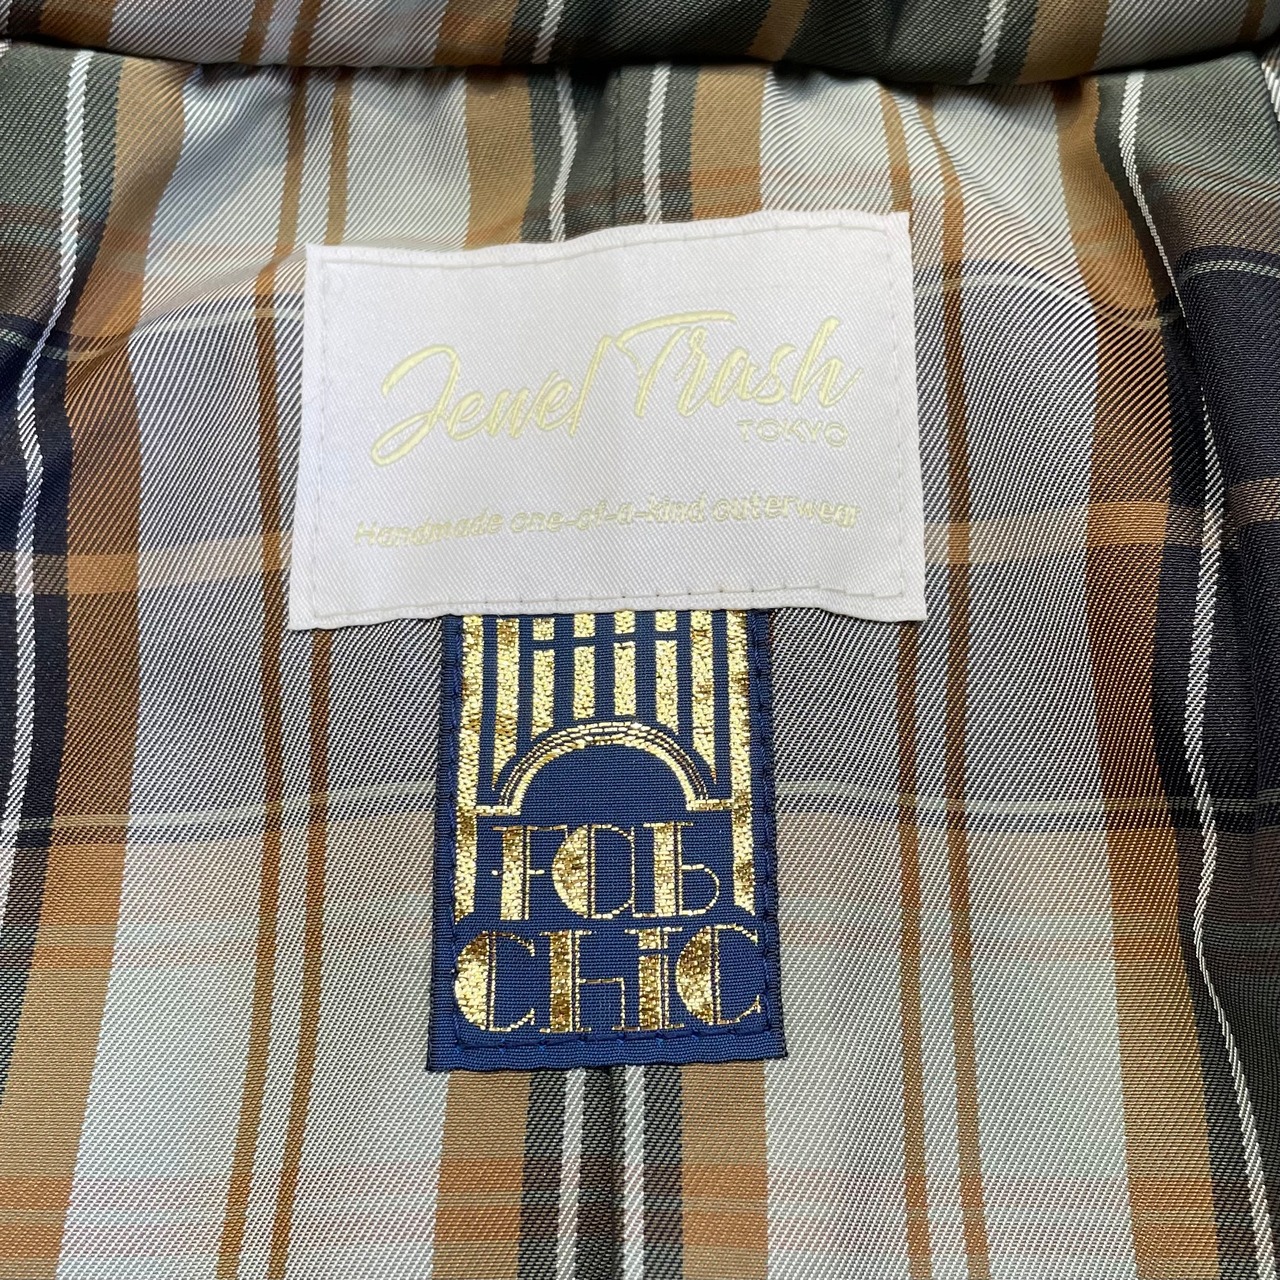 Jewel Trash
TOKYO
Handmade one-of-a-kind outerwear
FAB
CHIC